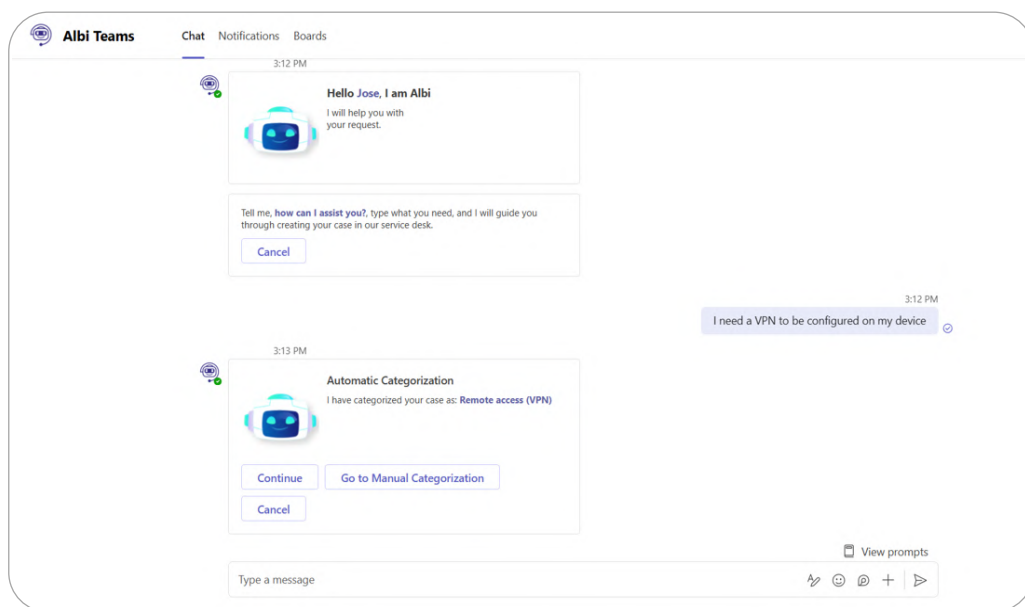 Albi Teams
Chat Notifications Boards
3:12 PM
Hello Jose, I am Albi
I will help you with
your request.
Tell me, how can I assist you?, type what you need, and I will guide you
through creating your case in our service desk.
Cancel
3:12 PM
I need a VPN to be configured on my device
3:13 PM
Automatic Categorization
I have categorized your case as: Remote access (VPN)
Continue Go to Manual Categorization
Cancel
View prompts
Type a message